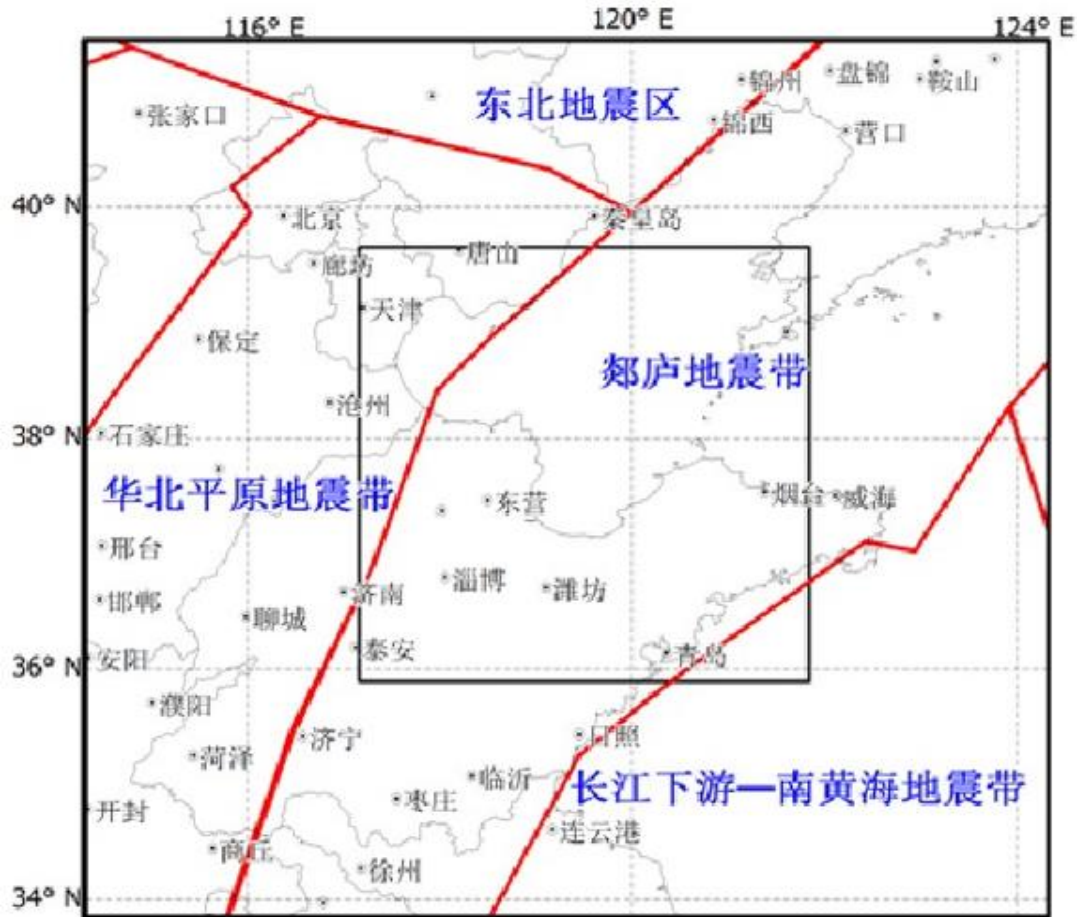 116° E
120° E
124° E
东北地震区
锦州
盘锦
鞍山
张家口
锦西
营口
40° N
北京
秦皇岛
廊坊
唐山
天津
保定
郯庐地震带
沧州
38° N
石家庄
华北平原地震带
东营
烟台
威海
邢台
淄博
潍坊
邯郸
聊城
济南
36° N
安阳
泰安
青岛
濮阳
菏泽
济宁
日照
临沂
长江下游—南黄海地震带
开封
枣庄
连云港
商丘
徐州
34° N